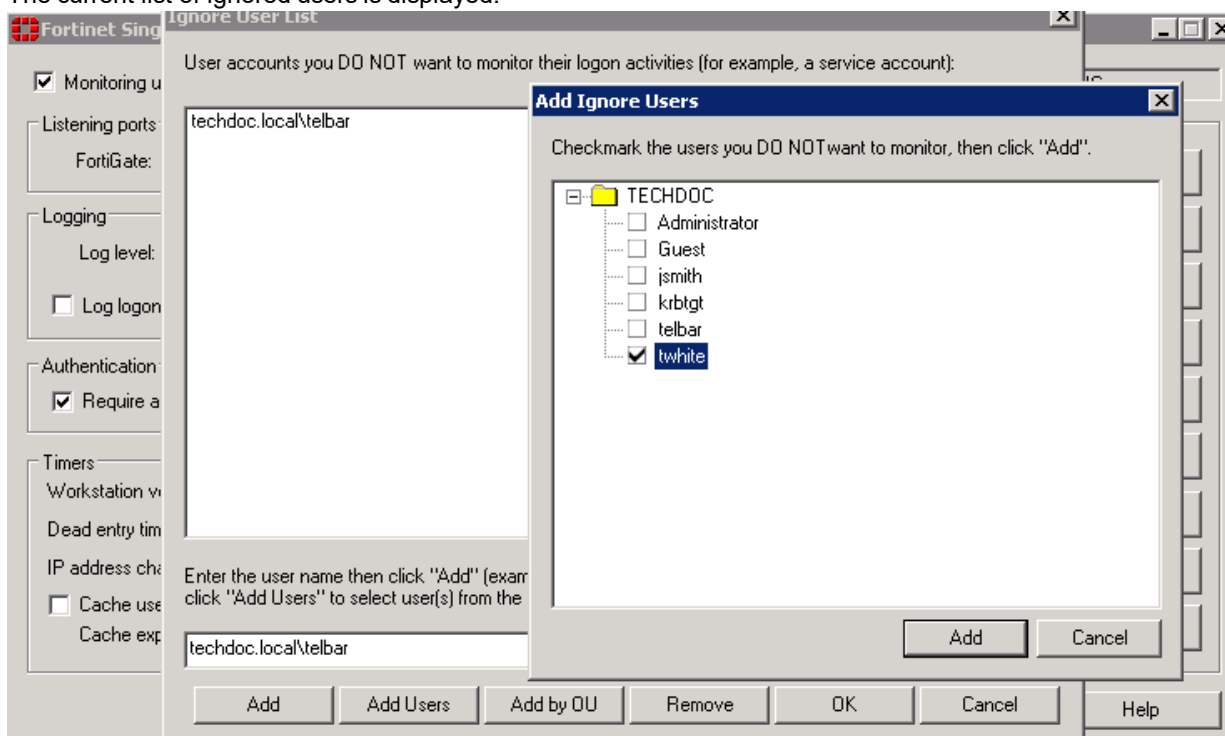 The current list of ignored users is displayed.
Fortinet Sing
Ignore User List
Monitoring u
Listening ports
FortiGate:
Logging
Log level:
Log logon
Authentication
Require a
Timers
Workstation v
Dead entry tim
IP address cha
Cache use
Cache exp
User accounts you DO NOT want to monitor their logon activities (for example, a service account):
techdoc.local\telbar
Enter the user name then click "Add" (exam
click "Add Users" to select user(s) from the
techdoc.local\telbar
Add
Add Users
Add by OU
Remove
OK
Cancel
Help
Add Ignore Users
Checkmark the users you DO NOTwant to monitor, then click "Add".
TECHDOC
Administrator
Guest
jsmith
krbtgt
telbar
twhite
Add
Cancel